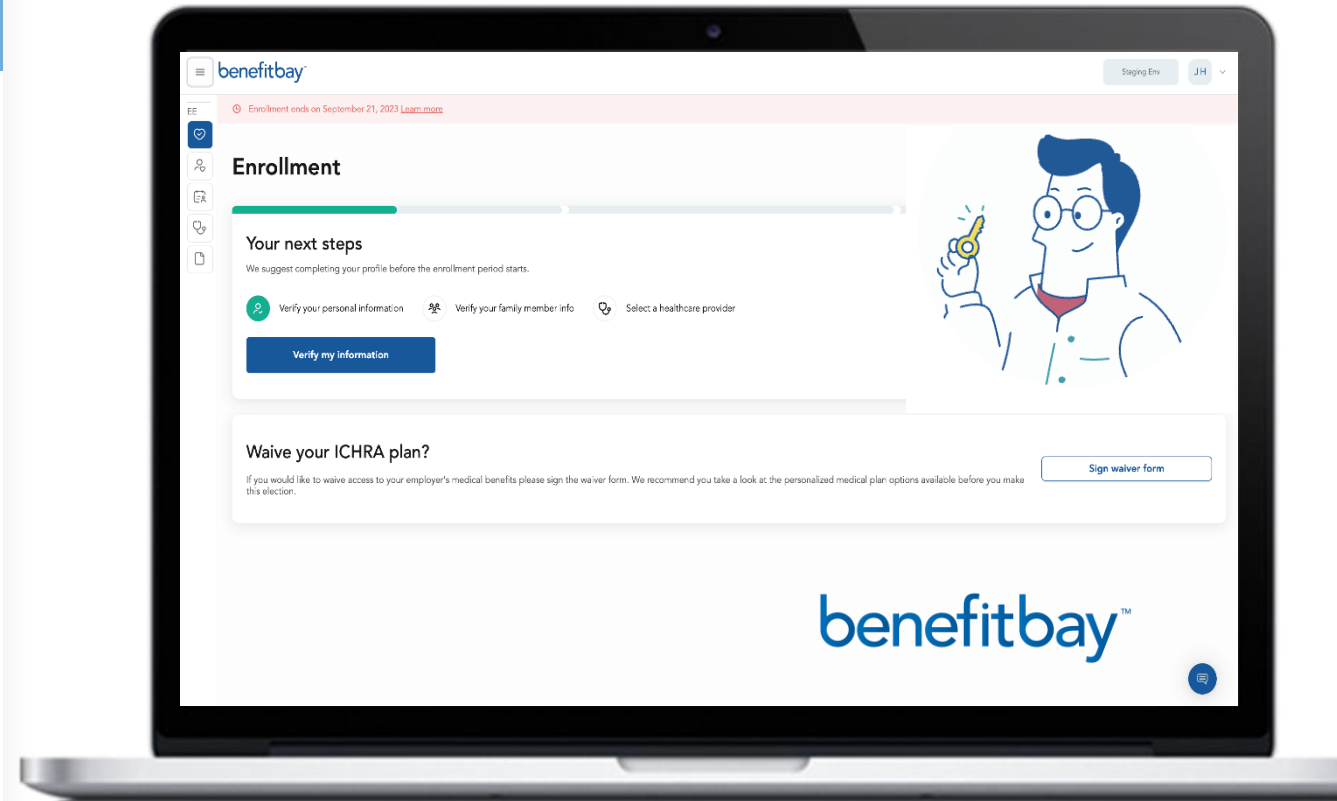 benefitbay
Staging Env
JH
EE
Enrollment ends on September 21, 2023 Learn more
Enrollment
Your next steps
We suggest completing your profile before the enrollment period starts.
Verify your personal information
Verify your family member info
Select a healthcare provider
Verify my information
Waive your ICHRA plan?
If you would like to waive access to your employer's medical benefits please sign the waiver form. We recommend you take a look at the personalized medical plan options available before you make
this election.
Sign waiver form
benefitbay™